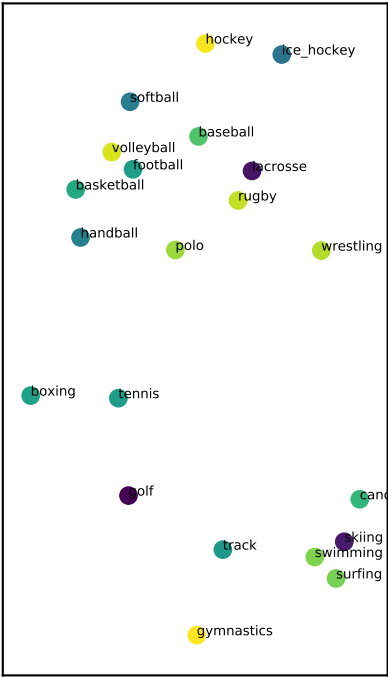 hockey
ice_hockey
softball
baseball
volleyball
football
lacrosse
basketball
rugby
handball
polo
wrestling
boxing
tennis
golf
cano
skiing
track
swimming
surfing
gymnastics